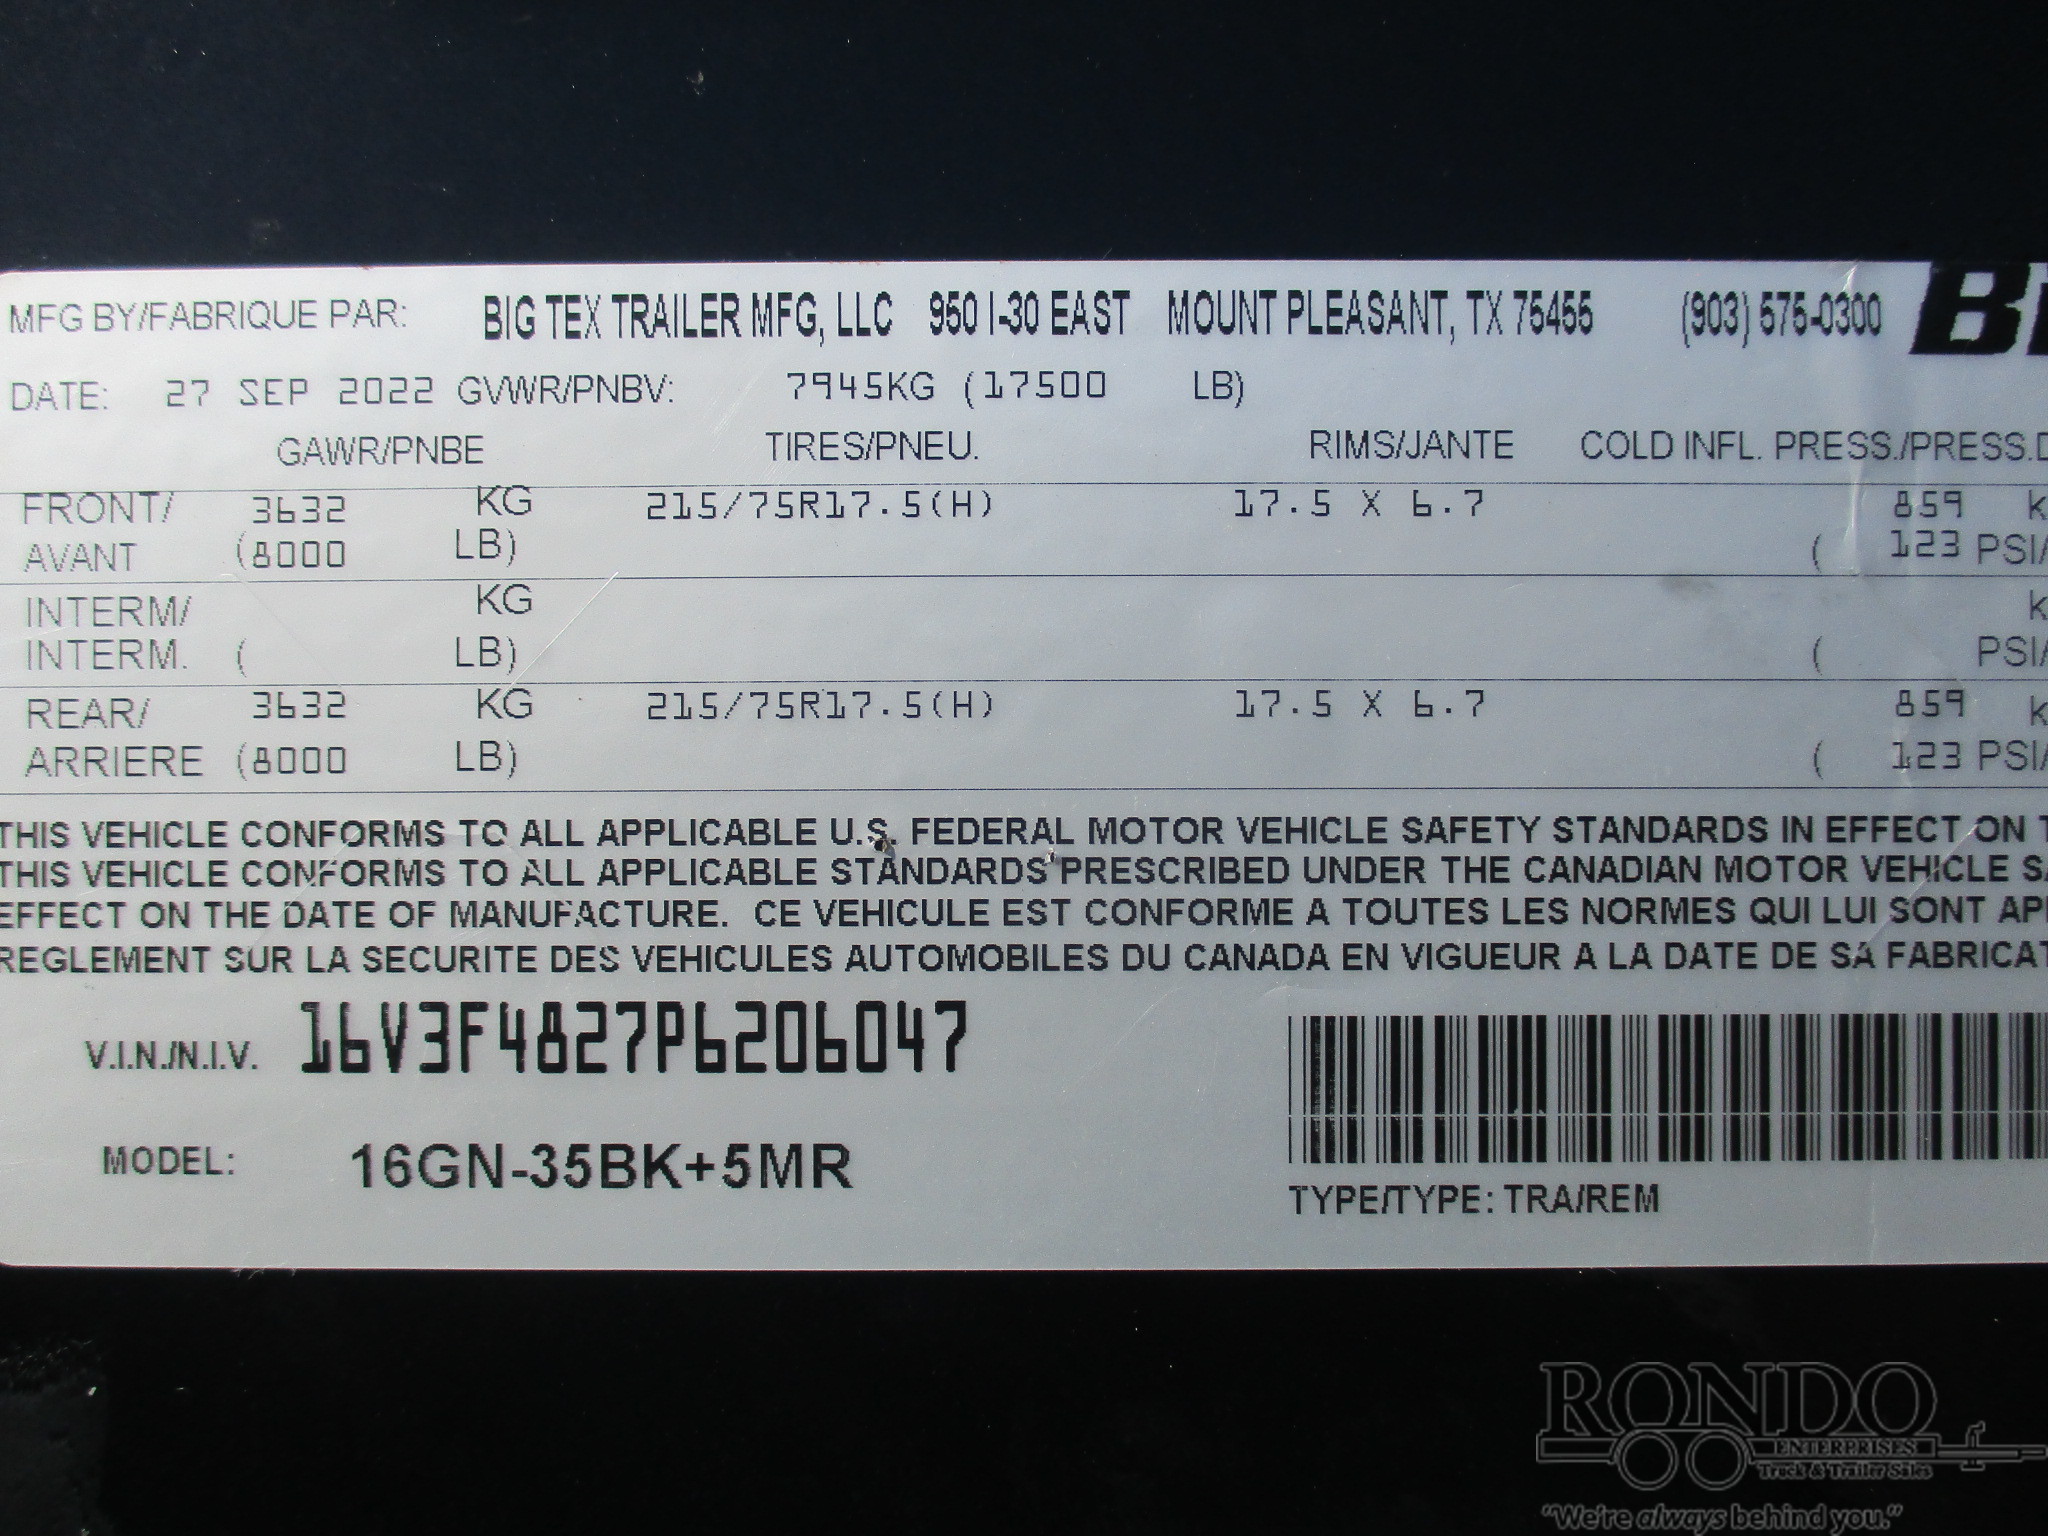 MFG BY/FABRIQUE PAR: BIG TEX TRAILER MFG, LLC 950 I-30 EAST MOUNT PLEASANT, TX 75455 (903) 575-0300
DATE: 27 SEP 2022 GVWR/PNBV: 7945KG (17500 LB)
GAWR/PNBE TIRES/PNEU. RIMS/JANTE COLD INFL. PRESS./PRESS.D
FRONT/ 3632 KG 215/75R17.5(H) 17.5 X 6.7 859 k
AVANT (8000 LB) ( 123 PSI/
INTERM/ KG k
INTERM. ( LB) ( PSI/
REAR/ 3632 KG 215/75R17.5(H) 17.5 X 6.7 859 k
ARRIERE (8000 LB) ( 123 PSI/
THIS VEHICLE CONFORMS TO ALL APPLICABLE U.S. FEDERAL MOTOR VEHICLE SAFETY STANDARDS IN EFFECT ON T
THIS VEHICLE CONFORMS TO ALL APPLICABLE STANDARDS PRESCRIBED UNDER THE CANADIAN MOTOR VEHICLE SA
EFFECT ON THE DATE OF MANUFACTURE. CE VEHICULE EST CONFORME A TOUTES LES NORMES QUI LUI SONT APP
REGLEMENT SUR LA SECURITE DES VEHICULES AUTOMOBILES DU CANADA EN VIGUEUR A LA DATE DE SA FABRICAT
V.I.N./N.I.V. 16V3F4827P6206047
MODEL: 16GN-35BK+5MR
TYPE/TYPE: TRA/REM
RONDO
ENTERPRISES
Truck & Trailer Sales
"We're always behind you."